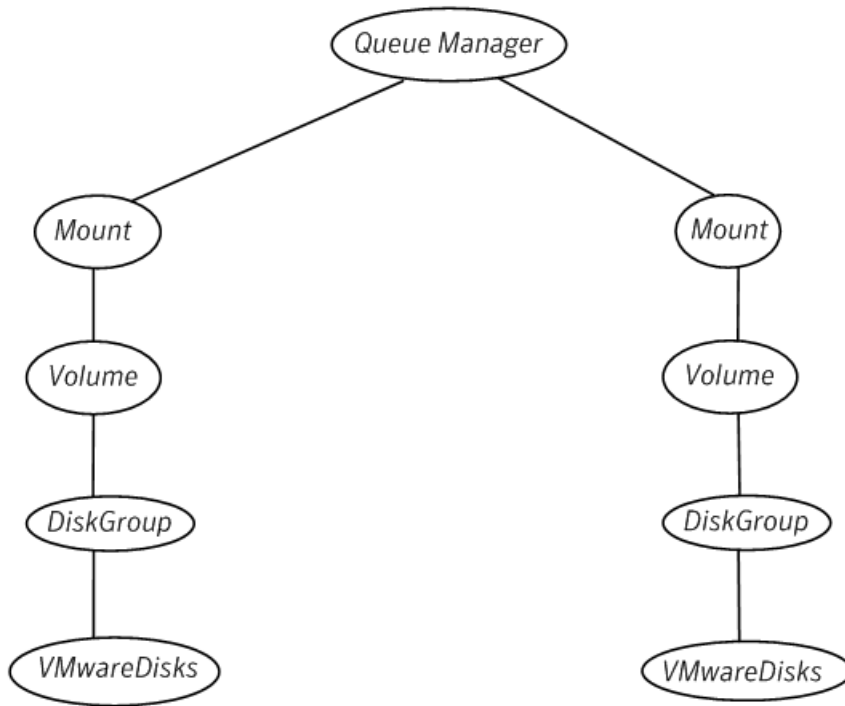 Queue Manager
Mount
Mount
Volume
Volume
DiskGroup
DiskGroup
VMwareDisks
VMwareDisks